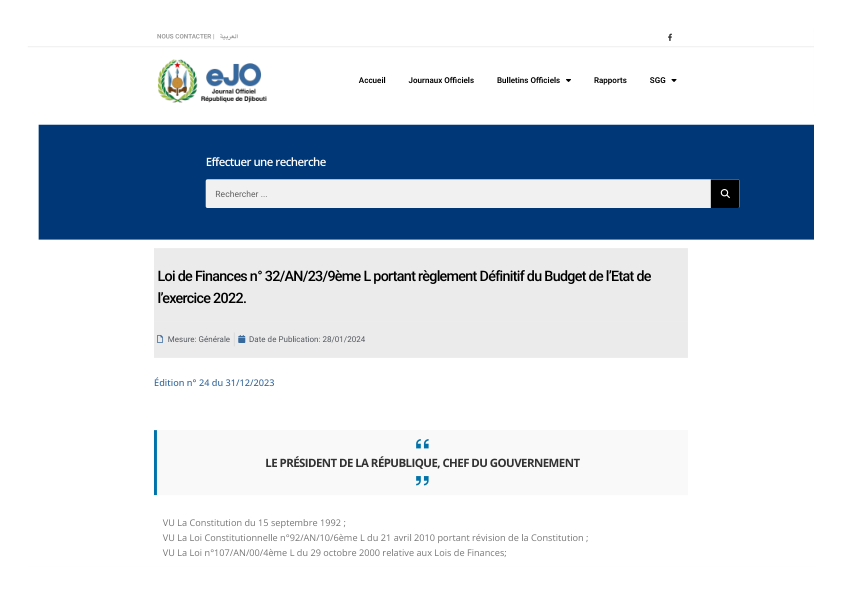 NOUS CONTACTER | العربية
eJO
Journal Officiel
République de Djibouti
Accueil Journaux Officiels Bulletins Officiels Rapports SGG
Effectuer une recherche
Rechercher ...
Loi de Finances n° 32/AN/23/9ème L portant règlement Définitif du Budget de l’Etat de
l’exercice 2022.
Mesure: Générale Date de Publication: 28/01/2024
Édition n° 24 du 31/12/2023
“
LE PRÉSIDENT DE LA RÉPUBLIQUE, CHEF DU GOUVERNEMENT
”
VU La Constitution du 15 septembre 1992 ;
VU La Loi Constitutionnelle n°92/AN/10/6ème L du 21 avril 2010 portant révision de la Constitution ;
VU La Loi n°107/AN/00/4ème L du 29 octobre 2000 relative aux Lois de Finances;